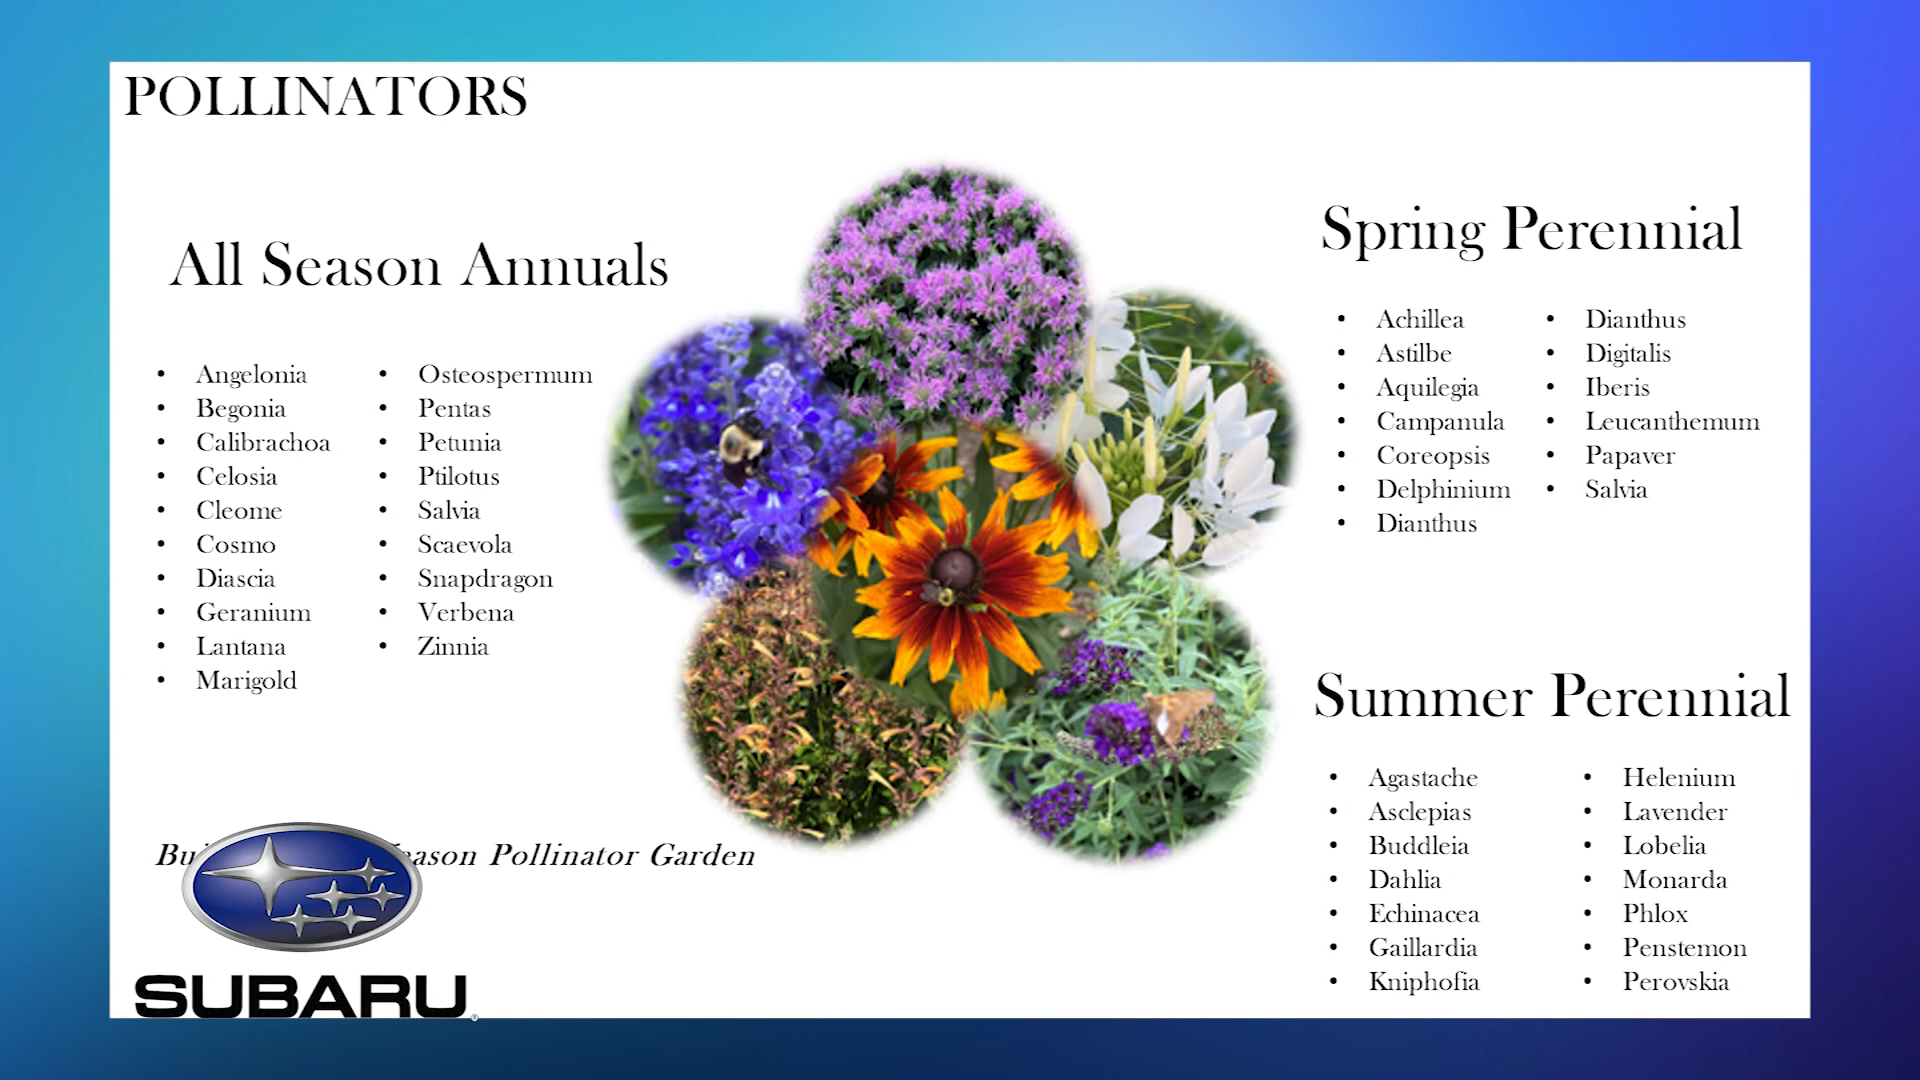 POLLINATORS
All Season Annuals
• Angelonia
• Begonia
• Calibrachoa
• Celosia
• Cleome
• Cosmo
• Diascia
• Geranium
• Lantana
• Marigold
• Osteospermum
• Pentas
• Petunia
• Ptilotus
• Salvia
• Scaevola
• Snapdragon
• Verbena
• Zinnia
Pollinator Garden
SUBARU
Spring Perennial
• Achillea
• Astilbe
• Aquilegia
• Campanula
• Coreopsis
• Delphinium
• Dianthus
• Dianthus
• Digitalis
• Iberis
• Leucanthemum
• Papaver
• Salvia
Summer Perennial
• Agastache
• Asclepias
• Buddleia
• Dahlia
• Echinacea
• Gaillardia
• Kniphofia
• Helenium
• Lavender
• Lobelia
• Monarda
• Phlox
• Penstemon
• Perovskia